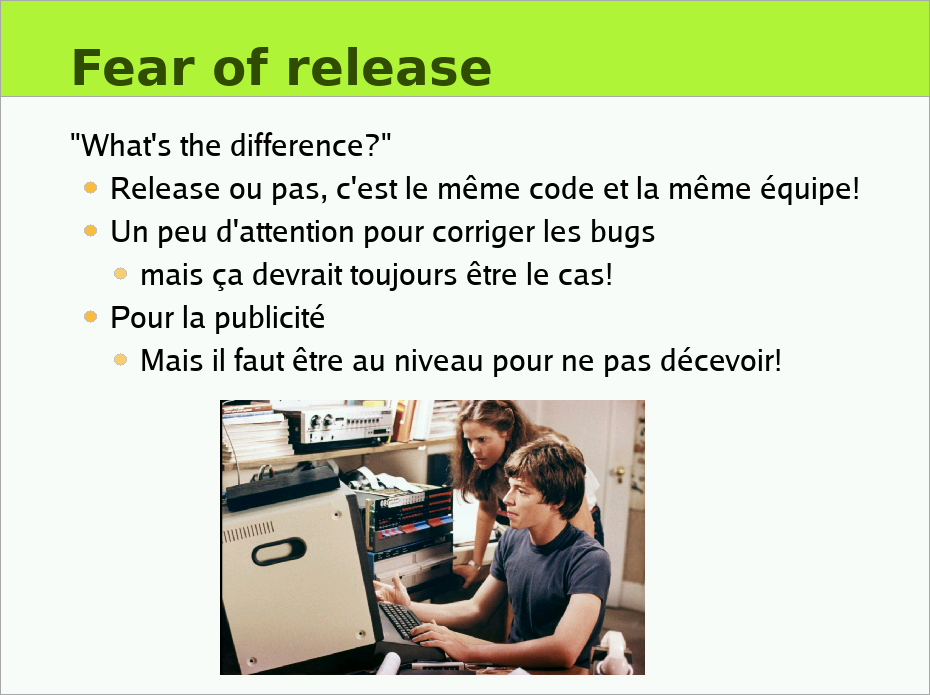 Fear of release
"What's the difference?"
Release ou pas, c'est le même code et la même équipe!
Un peu d'attention pour corriger les bugs
mais ça devrait toujours être le cas!
Pour la publicité
Mais il faut être au niveau pour ne pas décevoir!